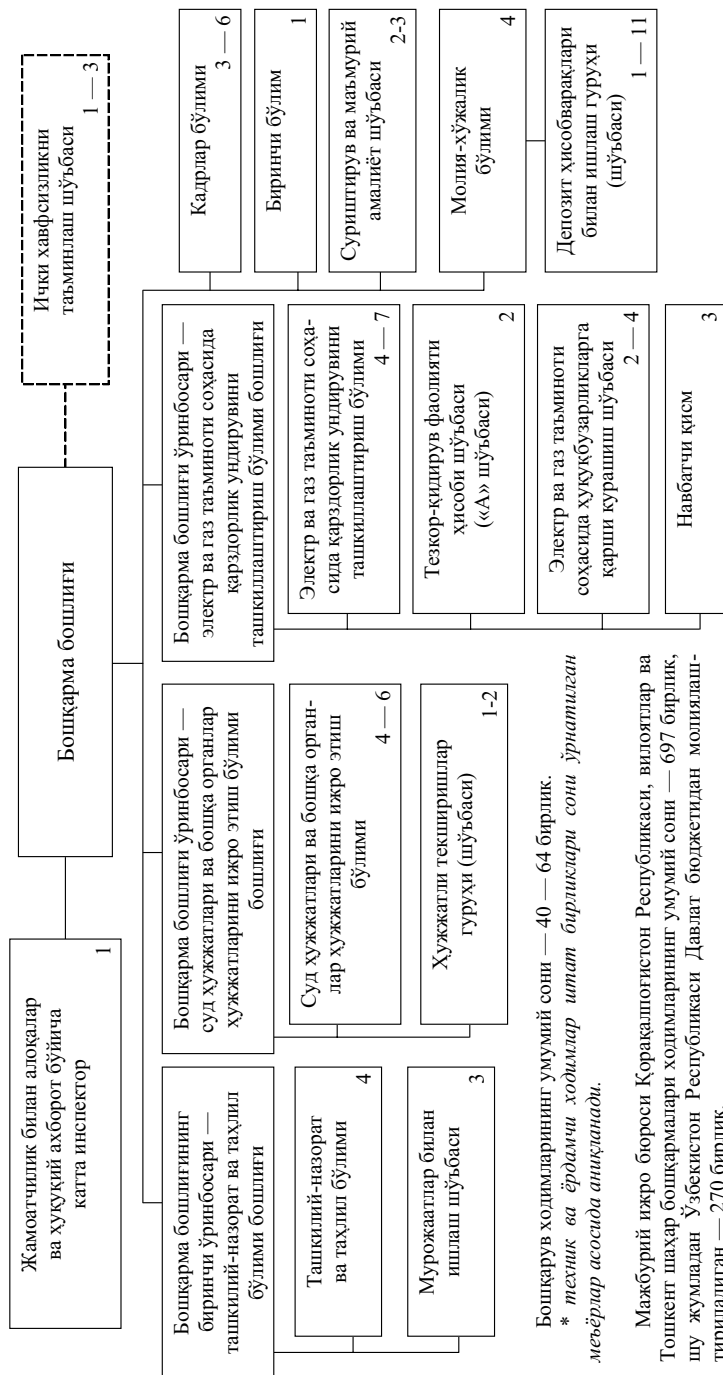 Жамоатчилик билан алоқалар
ва ҳуқуқий ахборот бўйича
катта инспектор
1
Бошқарма бошлиғи
Ички хавфсизликни
таъминлаш шўъбаси
1 — 3
Бошқарма бошлиғининг
биринчи ўринбосари —
ташкилий-назорат ва таҳлил
бўлими бошлиғи
Ташкилий-назорат
ва таҳлил бўлими
4
Мурожаатлар билан
ишлаш шўъбаси
3
Бошқарма бошлиғи ўринбосари —
суд ҳужжатлари ва бошқа органлар
ҳужжатларини ижро этиш бўлими
бошлиғи
Суд ҳужжатлари ва бошқа орган-
лар ҳужжатларини ижро этиш
бўлими
4 — 6
Ҳужжатли текширишлар
гуруҳи (шўъбаси)
1-2
Бошқарма бошлиғи ўринбосари —
электр ва газ таъминоти соҳасида
қарздорлик ундирувини
ташкиллаштириш бўлими бошлиғи
Электр ва газ таъминоти соҳа-
сида қарздорлик ундирувини
ташкиллаштириш бўлими
4 — 7
Тезкор-қидирув фаолияти
ҳисоби шўъбаси
(«А» шўъбаси)
2
Электр ва газ таъминоти
соҳасида ҳуқуқбузарликларга
қарши курашиш шўъбаси
2 — 4
Навбатчи қисм
3
Кадрлар бўлими
3 — 6
Биринчи бўлим
1
Суриштирув ва маъмурий
амалиёт шўъбаси
2-3
Молия-хўжалик
бўлими
4
Депозит ҳисобварақлари
билан ишлаш гуруҳи
(шўъбаси)
1 — 11
Бошқарув ходимларининг умумий сони — 40 — 64 бирлик.
* техник ва ёрдамчи ходимлар штат бирликлари сони ўрнатилган
меъёрлар асосида аниқланади.
Мажбурий ижро бюроси Қорақалпоғистон Республикаси, вилоятлар ва
Тошкент шаҳар бошқармалари ходимларининг умумий сони — 697 бирлик,
шу жумладан Ўзбекистон Республикаси Давлат бюджетидан молиялаш-
тириладиган — 270 бирлик.